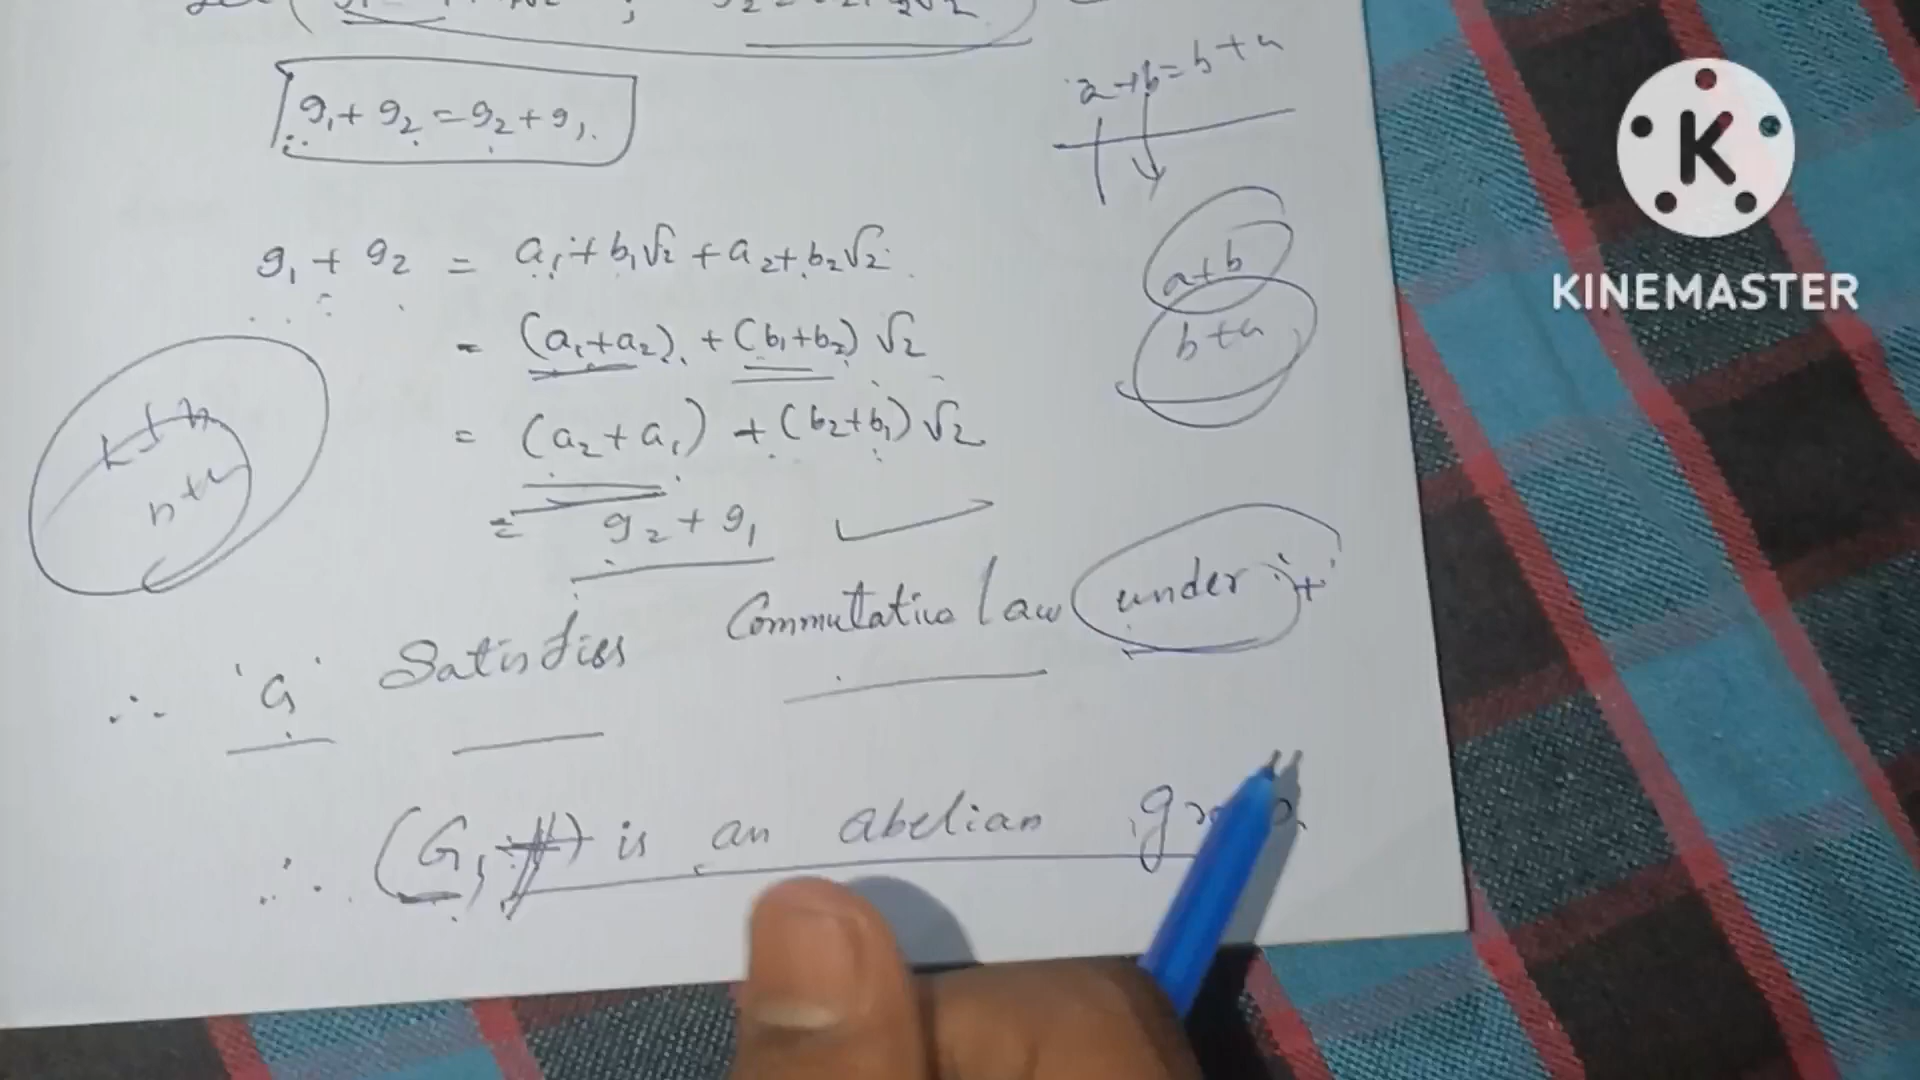 g₁ + g₂ = g₂ + g₁.
a+b = b+a
g₁ + g₂ = a₁ + b₁√2 + a₂ + b₂√2.
= (a₁+a₂) + (b₁+b₂) √2
= (a₂ + a₁) + (b₂+b₁) √2
= g₂ + g₁
a+b
b+a
∴ 'G' Satisfies Commutative law under '+'
∴ (G, +) is an abelian
K
KINEMASTER